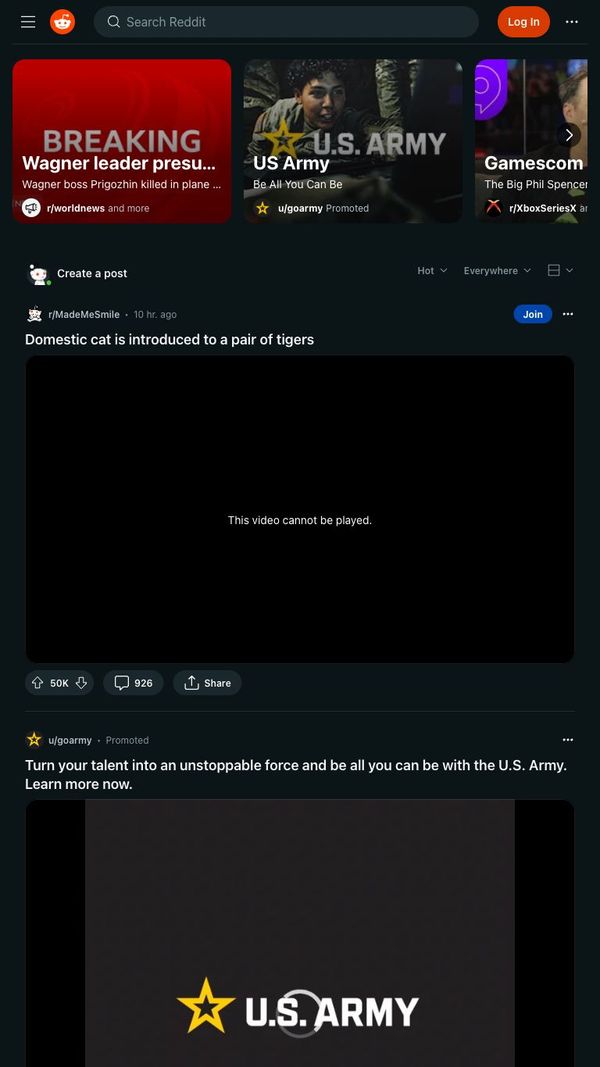 Search Reddit
Log In
BREAKING
Wagner leader presu...
Wagner boss Prigozhin killed in plane ...
r/worldnews and more
U.S. ARMY
US Army
Be All You Can Be
u/goarmy Promoted
Gamescom
The Big Phil Spencer
r/XboxSeriesX
Create a post
Hot
Everywhere
r/MadeMeSmile • 10 hr. ago
Join
Domestic cat is introduced to a pair of tigers
This video cannot be played.
50K
926
Share
u/goarmy • Promoted
Turn your talent into an unstoppable force and be all you can be with the U.S. Army.
Learn more now.
U.S. ARMY